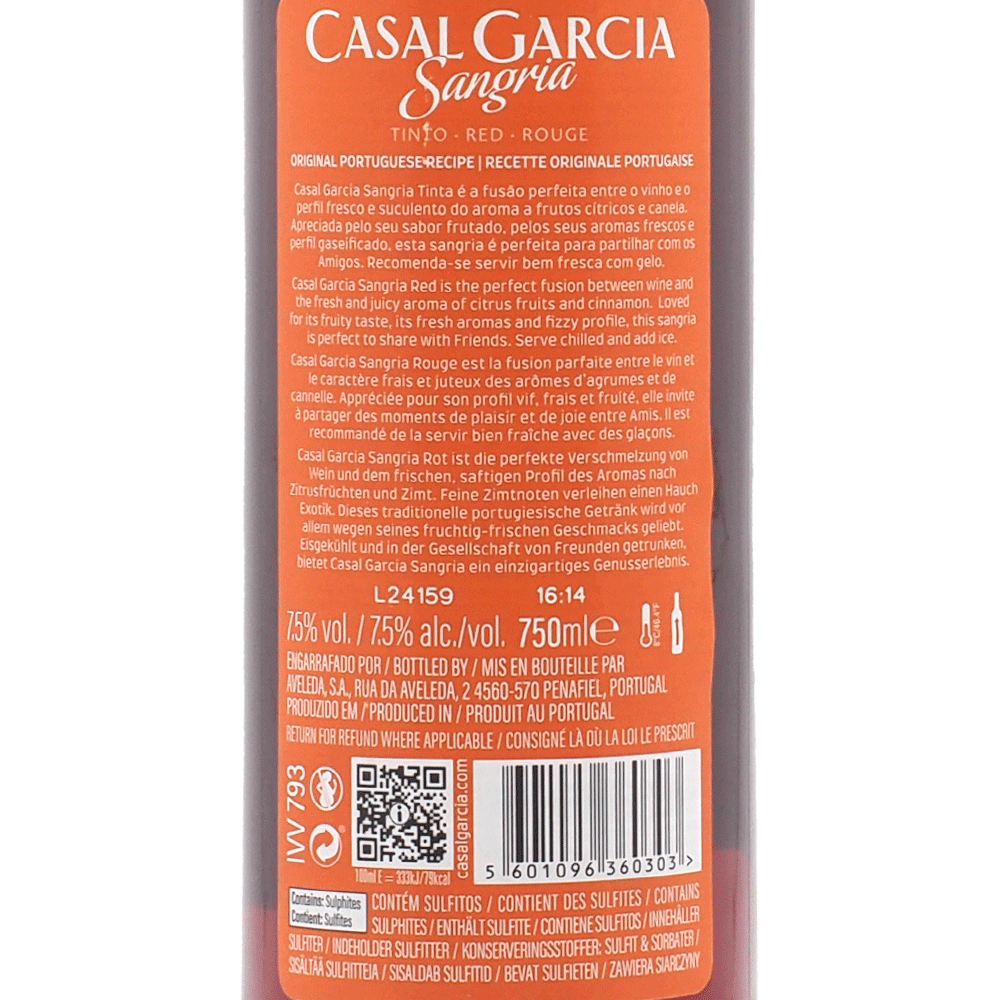 CASAL GARCIA
Sangria
TINTO · RED · ROUGE
ORIGINAL PORTUGUESE RECIPE | RECETTE ORIGINALE PORTUGAISE
Casal Garcia Sangria Tinta é a fusão perfeita entre o vinho e o
perfil fresco e suculento do aroma a frutos cítricos e canela.
Apreciada pelo seu sabor frutado, pelos seus aromas frescos e
perfil gaseificado, esta sangria é perfeita para partilhar com os
Amigos. Recomenda-se servir bem fresca com gelo.
Casal Garcia Sangria Red is the perfect fusion between wine and
the fresh and juicy aroma of citrus fruits and cinnamon. Loved
for its fruity taste, its fresh aromas and fizzy profile, this sangria
is perfect to share with Friends. Serve chilled and add ice.
Casal Garcia Sangria Rouge est la fusion parfaite entre le vin et
le caractère frais et juteux des arômes d'agrumes et de
cannelle. Appréciée pour son profil vif, frais et fruité, elle invite
à partager des moments de plaisir et de joie entre Amis. Il est
recommandé de la servir bien fraîche avec des glaçons.
Casal Garcia Sangria Rot ist die perfekte Verschmelzung von
Wein und dem frischen, saftigen Profil des Aromas nach
Zitrusfrüchten und Zimt. Feine Zimtnoten verleihen einen Hauch
Exotik. Dieses traditionelle portugiesische Getränk wird vor
allem wegen seines fruchtig-frischen Geschmacks geliebt.
Eisgekühlt und in der Gesellschaft von Freunden getrunken,
bietet Casal Garcia Sangria ein einzigartiges Genusserlebnis.
L24159 16:14
7.5% vol. / 7.5% alc./vol. 750ml e
8°C/46.4°F
ENGARRAFADO POR / BOTTLED BY / MIS EN BOUTEILLE PAR
AVELEDA, S.A., RUA DA AVELEDA, 2 4560-570 PENAFIEL, PORTUGAL
PRODUZIDO EM / PRODUCED IN / PRODUIT AU PORTUGAL
RETURN FOR REFUND WHERE APPLICABLE / CONSIGNÉ LÀ OÙ LA LOI LE PRESCRIT
IVV 793
i
casalgarcia.com
5 601096 360303 >
100ml E = 333kJ/79kcal
Contains: Sulphites
Contient: Sulfites
CONTÉM SULFITOS / CONTIENT DES SULFITES / CONTAINS
SULPHITES / ENTHÄLT SULFITE / CONTIENE SULFITOS / INNEHÅLLER
SULFITER / INDEHOLDER SULFITTER / KONSERVERINGSSTOFFER: SULFIT & SORBATER /
SISÄLTÄÄ SULFIITTEJA / SISALDAB SULFITID / BEVAT SULFIETEN / ZAWIERA SIARCZYNY